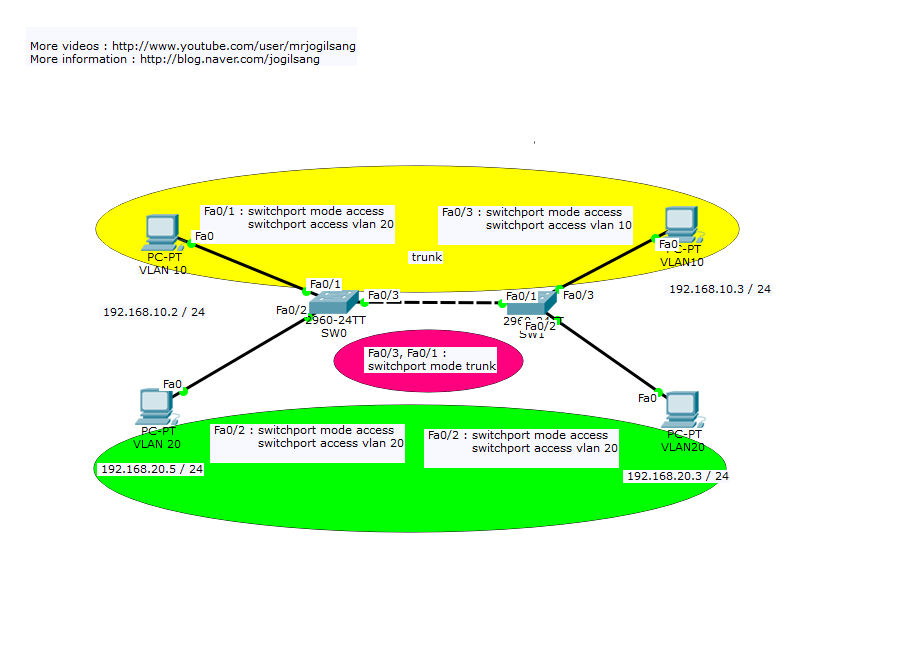 More videos : http://www.youtube.com/user/mrjogilsang
More information : http://blog.naver.com/jogilsang
Fa0/1 : switchport mode access
switchport access vlan 20
Fa0/3 : switchport mode access
switchport access vlan 10
Fa0
PC-PT
VLAN 10
trunk
Fa0
PC-PT
VLAN10
192.168.10.2 / 24
192.168.10.3 / 24
Fa0/1
Fa0/2
Fa0/3
2960-24TT
SW0
Fa0/1
Fa0/3
Fa0/2
SW1
Fa0/3, Fa0/1 :
switchport mode trunk
Fa0
PC-PT
VLAN 20
Fa0
PC-PT
VLAN20
Fa0/2 : switchport mode access
switchport access vlan 20
Fa0/2 : switchport mode access
switchport access vlan 20
192.168.20.5 / 24
192.168.20.3 / 24